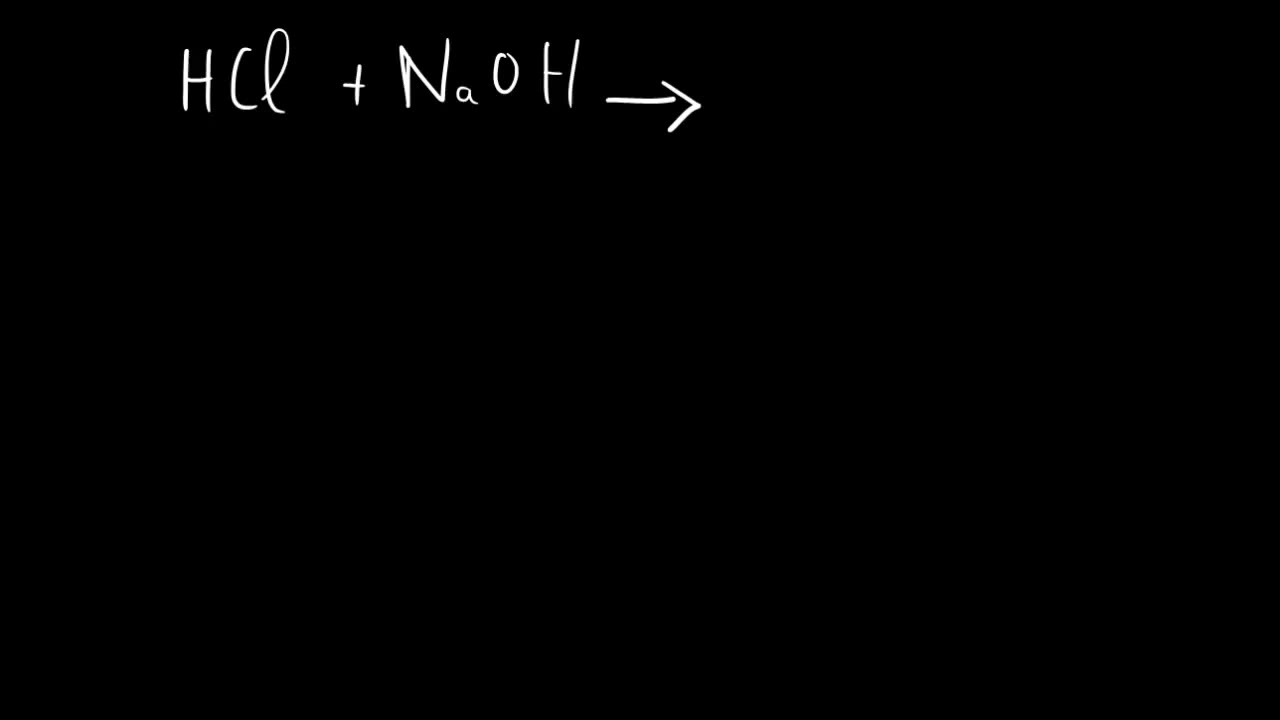 HCl + NaOH →